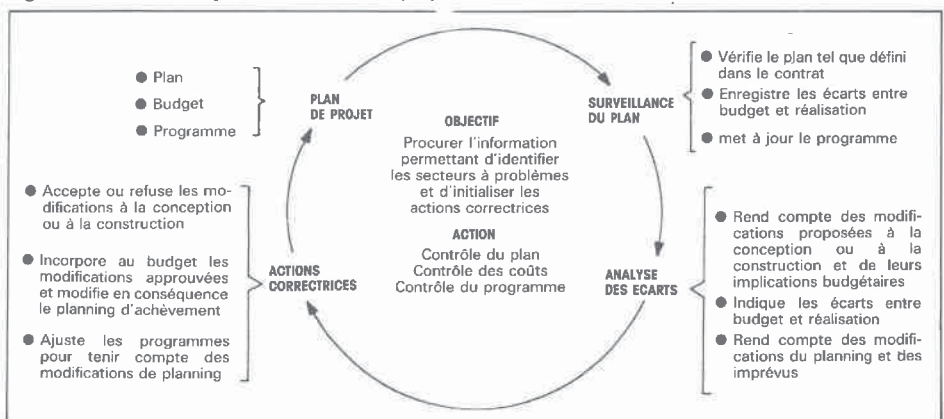 ● Plan
● Budget
● Programme
PLAN
DE PROJET
OBJECTIF
Procurer l'information
permettant d'identifier
les secteurs à problèmes
et d'initialiser les
actions correctrices
ACTION
Contrôle du plan
Contrôle des coûts
Contrôle du programme
SURVEILLANCE
DU PLAN
● Vérifie le plan tel que défini
dans le contrat
● Enregistre les écarts entre
budget et réalisation
● met à jour le programme
ANALYSE
DES ECARTS
● Rend compte des modifi-
cations proposées à la
conception ou à la
construction et de leurs
implications budgétaires
● Indique les écarts entre
budget et réalisation
● Rend compte des modifi-
cations du planning et des
imprévus
ACTIONS
CORRECTRICES
● Accepte ou refuse les mo-
difications à la conception
ou à la construction
● Incorpore au budget les
modifications approuvées
et modifie en conséquence
le planning d'achèvement
● Ajuste les programmes
pour tenir compte des
modifications de planning